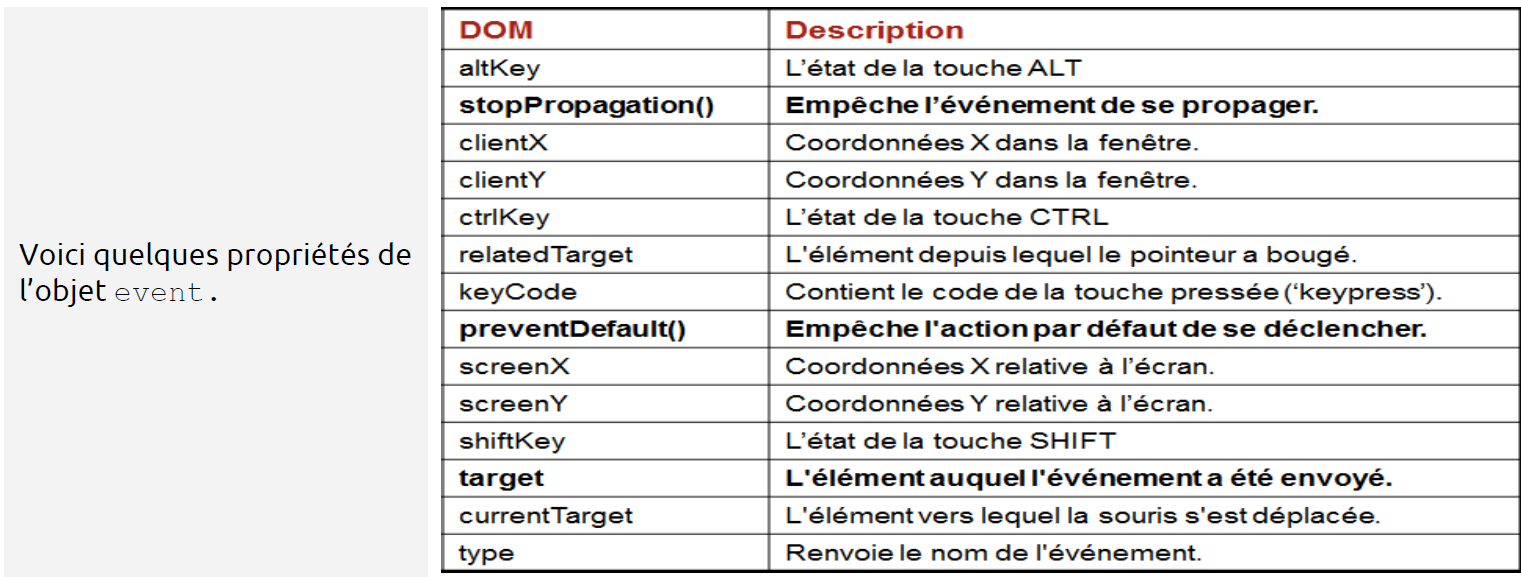 Voici quelques propriétés de
l’objet event.
DOM Description
altKey L’état de la touche ALT
stopPropagation() Empêche l’événement de se propager.
clientX Coordonnées X dans la fenêtre.
clientY Coordonnées Y dans la fenêtre.
ctrlKey L’état de la touche CTRL
relatedTarget L'élément depuis lequel le pointeur a bougé.
keyCode Contient le code de la touche pressée (‘keypress’).
preventDefault() Empêche l'action par défaut de se déclencher.
screenX Coordonnées X relative à l’écran.
screenY Coordonnées Y relative à l’écran.
shiftKey L’état de la touche SHIFT
target L'élément auquel l'événement a été envoyé.
currentTarget L'élément vers lequel la souris s'est déplacée.
type Renvoie le nom de l'événement.